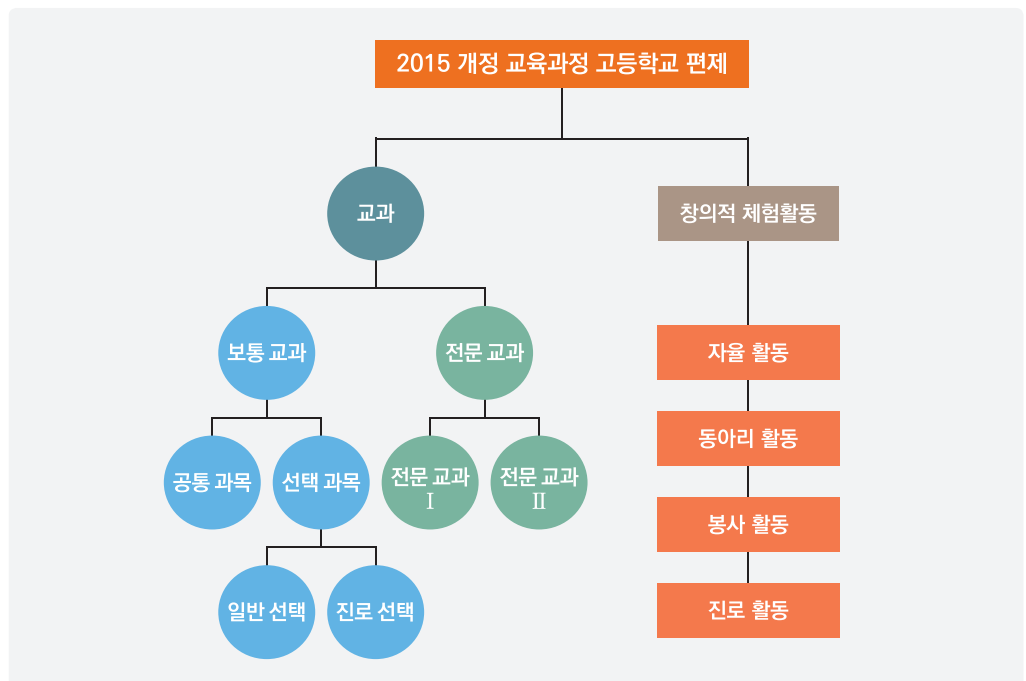 2015 개정 교육과정 고등학교 편제
교과
창의적 체험활동
보통 교과
전문 교과
자율 활동
동아리 활동
공통 과목
선택 과목
전문 교과
Ⅰ
전문 교과
Ⅱ
봉사 활동
일반 선택
진로 선택
진로 활동